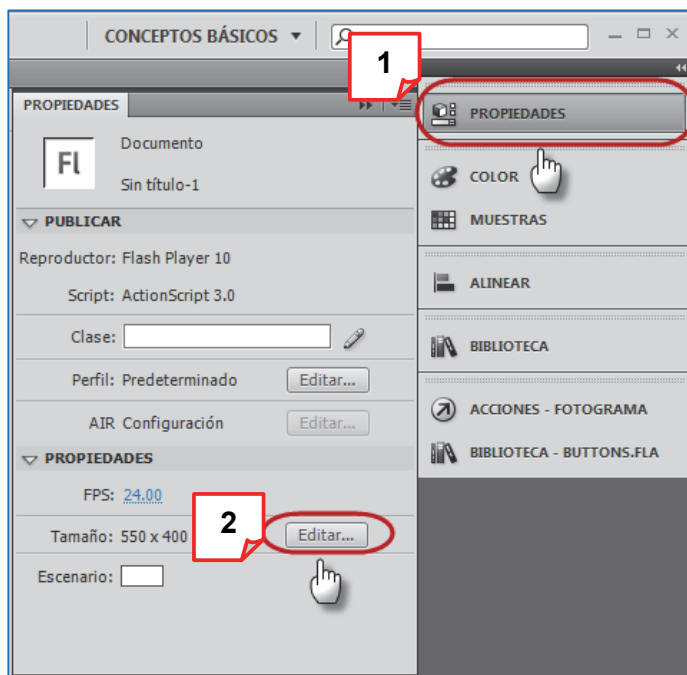 CONCEPTOS BÁSICOS
1
PROPIEDADES
Fl
Documento
Sin título-1
PUBLICAR
Reproductor: Flash Player 10
Script: ActionScript 3.0
Clase:
Perfil: Predeterminado Editar...
AIR Configuración Editar...
PROPIEDADES
FPS: 24.00
Tamaño: 550 x 400 Editar...
2
Escenario:
PROPIEDADES
COLOR
MUESTRAS
ALINEAR
BIBLIOTECA
ACCIONES - FOTOGRAMA
BIBLIOTECA - BUTTONS.FLA